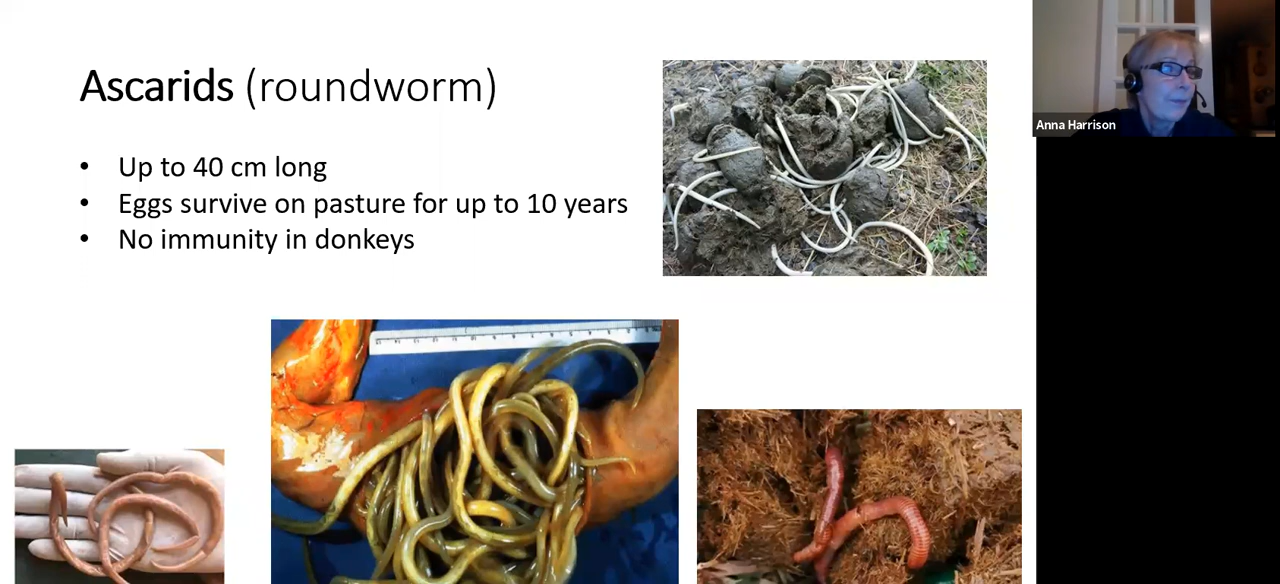 Ascarids (roundworm)
• Up to 40 cm long
• Eggs survive on pasture for up to 10 years
• No immunity in donkeys
Anna Harrison